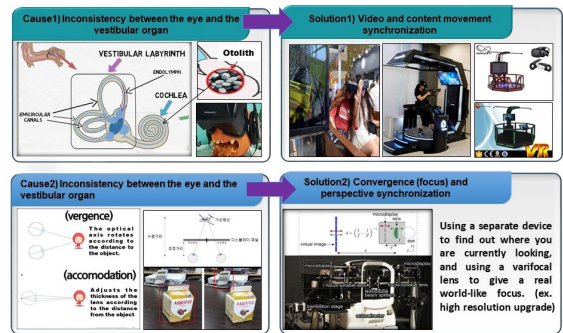 Cause1) Inconsistency between the eye and the
vestibular organ
Solution1) Video and content movement
synchronization
VESTIBULAR LABYRINTH
Otolith
ENDOLYMPH
COCHLEA
SEMICIRCULAR
CANALS
VR
Cause2) Inconsistency between the eye and the
vestibular organ
Solution2) Convergence (focus) and
perspective synchronization
(vergence)
The optical
axis rotates
according to
the distance to
the object.
(accomodation)
Adjusts the
thickness of the
lens according
to the distance
from the object
microdisplay
lens
virtual image
eye
microdisplay
translation stage
Using a separate device
to find out where you
are currently looking,
and using a varifocal
lens to give a real
world-like focus. (ex.
high resolution upgrade)